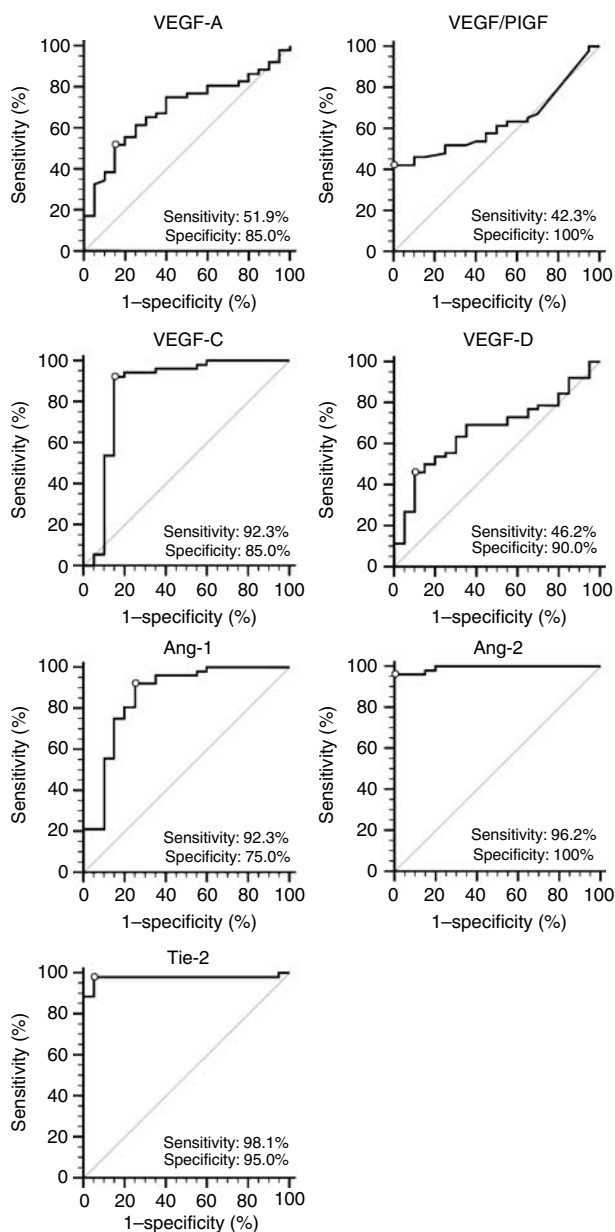 VEGF-A
100
80
60
40
20
0
Sensitivity (%)
Sensitivity: 51.9%
Specificity: 85.0%
0 20 40 60 80 100
1–specificity (%)
VEGF/PIGF
100
80
60
40
20
0
Sensitivity (%)
Sensitivity: 42.3%
Specificity: 100%
0 20 40 60 80 100
1–specificity (%)
VEGF-C
100
80
60
40
20
0
Sensitivity (%)
Sensitivity: 92.3%
Specificity: 85.0%
0 20 40 60 80 100
1–specificity (%)
VEGF-D
100
80
60
40
20
0
Sensitivity (%)
Sensitivity: 46.2%
Specificity: 90.0%
0 20 40 60 80 100
1–specificity (%)
Ang-1
100
80
60
40
20
0
Sensitivity (%)
Sensitivity: 92.3%
Specificity: 75.0%
0 20 40 60 80 100
1–specificity (%)
Ang-2
100
80
60
40
20
0
Sensitivity (%)
Sensitivity: 96.2%
Specificity: 100%
0 20 40 60 80 100
1–specificity (%)
Tie-2
100
80
60
40
20
0
Sensitivity (%)
Sensitivity: 98.1%
Specificity: 95.0%
0 20 40 60 80 100
1–specificity (%)